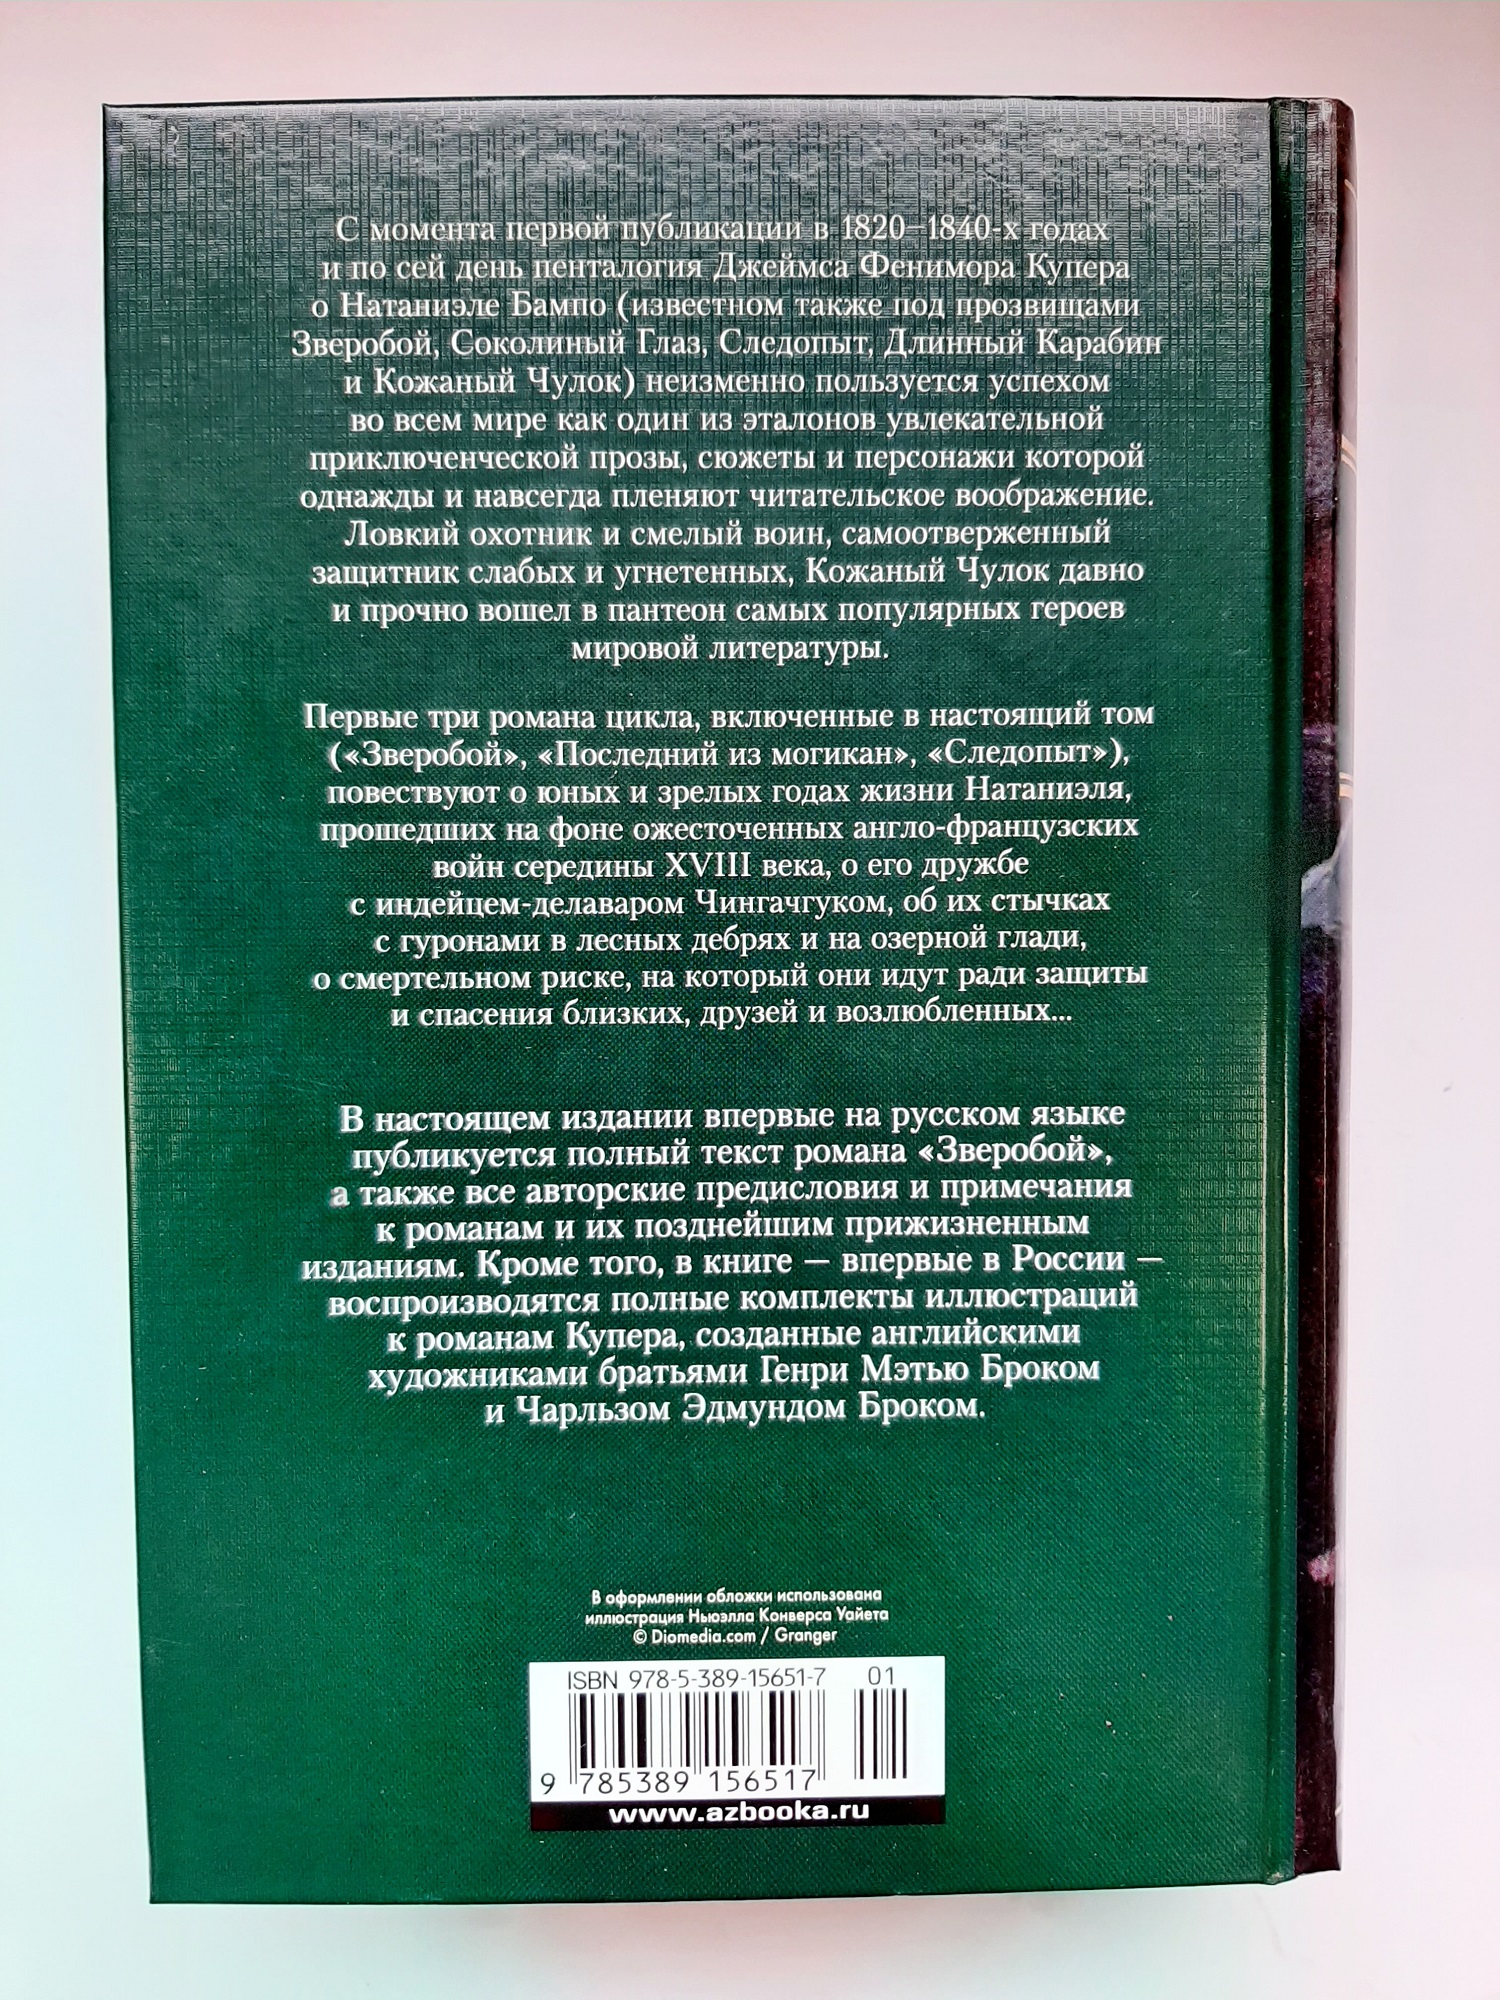 С момента первой публикации в 1820–1840-х годах
и по сей день пенталогия Джеймса Фенимора Купера
о Натаниэле Бампо (известном также под прозвищами
Зверобой, Соколиный Глаз, Следопыт, Длинный Карабин
и Кожаный Чулок) неизменно пользуется успехом
во всем мире как один из эталонов увлекательной
приключенческой прозы, сюжеты и персонажи которой
однажды и навсегда пленяют читательское воображение.
Ловкий охотник и смелый воин, самоотверженный
защитник слабых и угнетенных, Кожаный Чулок давно
и прочно вошел в пантеон самых популярных героев
мировой литературы.
Первые три романа цикла, включенные в настоящий том
(«Зверобой», «Последний из могикан», «Следопыт»),
повествуют о юных и зрелых годах жизни Натаниэля,
прошедших на фоне ожесточенных англо-французских
войн середины XVIII века, о его дружбе
с индейцем-делаваром Чингачгуком, об их стычках
с гуронами в лесных дебрях и на озерной глади,
о смертельном риске, на который они идут ради защиты
и спасения близких, друзей и возлюбленных...
В настоящем издании впервые на русском языке
публикуется полный текст романа «Зверобой»,
а также все авторские предисловия и примечания
к романам и их позднейшим прижизненным
изданиям. Кроме того, в книге — впервые в России —
воспроизводятся полные комплекты иллюстраций
к романам Купера, созданные английскими
художниками братьями Генри Мэтью Броком
и Чарльзом Эдмундом Броком.
В оформлении обложки использована
иллюстрация Ньюэлла Конверса Уайета
© Diomedia.com / Granger
ISBN 978-5-389-15651-7 01
9 785389 156517
www.azbooka.ru